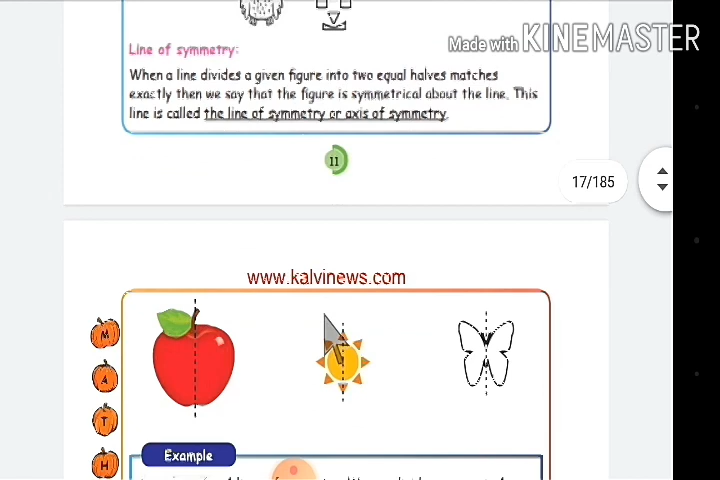 Made with KINEMASTER
Line of symmetry:
When a line divides a given figure into two equal halves matches
exactly then we say that the figure is symmetrical about the line. This
line is called the line of symmetry or axis of symmetry.
11
17/185
www.kalvinews.com
M
A
T
H
Example